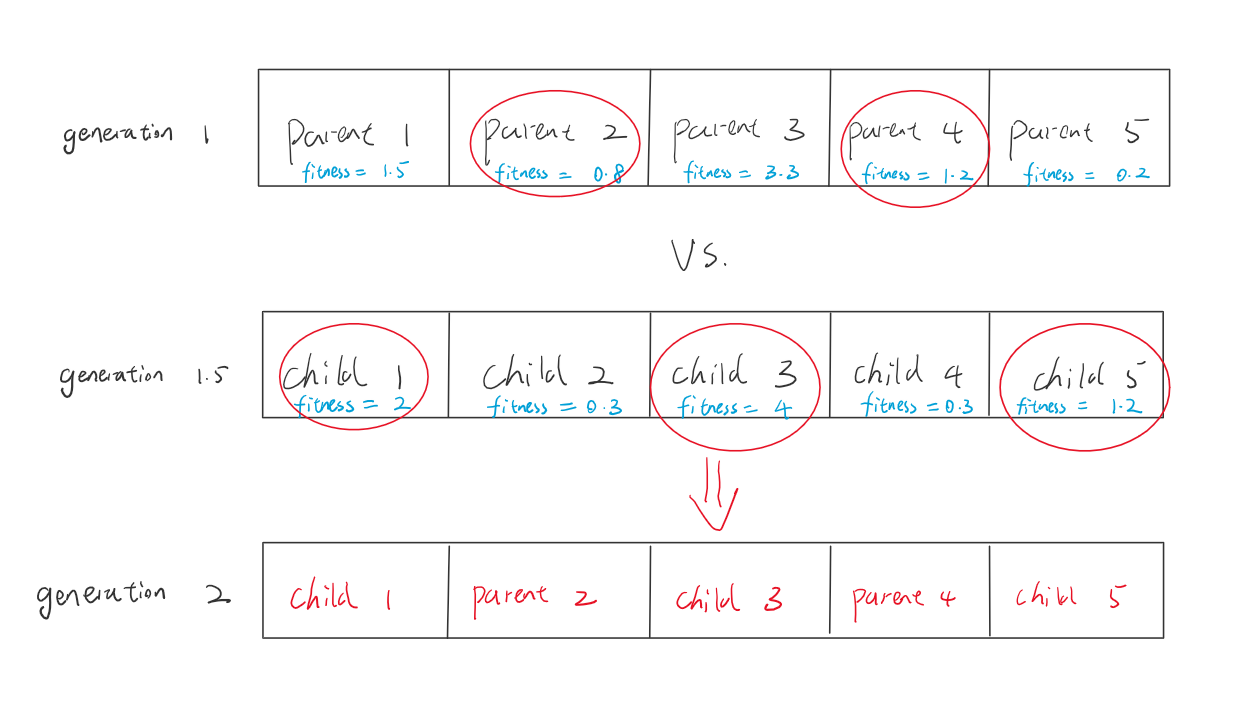 generation 1
Parent 1 parent 2 parent 3 parent 4 parent 5
fitness = 1.5 fitness = 0.8 fitness = 3.3 fitness = 1.2 fitness = 0.2
VS.
generation 1.5
child 1 child 2 child 3 child 4 child 5
fitness = 2 fitness = 0.3 fitness = 4 fitness = 0.3 fitness = 1.2
generation 2
child 1 parent 2 child 3 parent 4 child 5